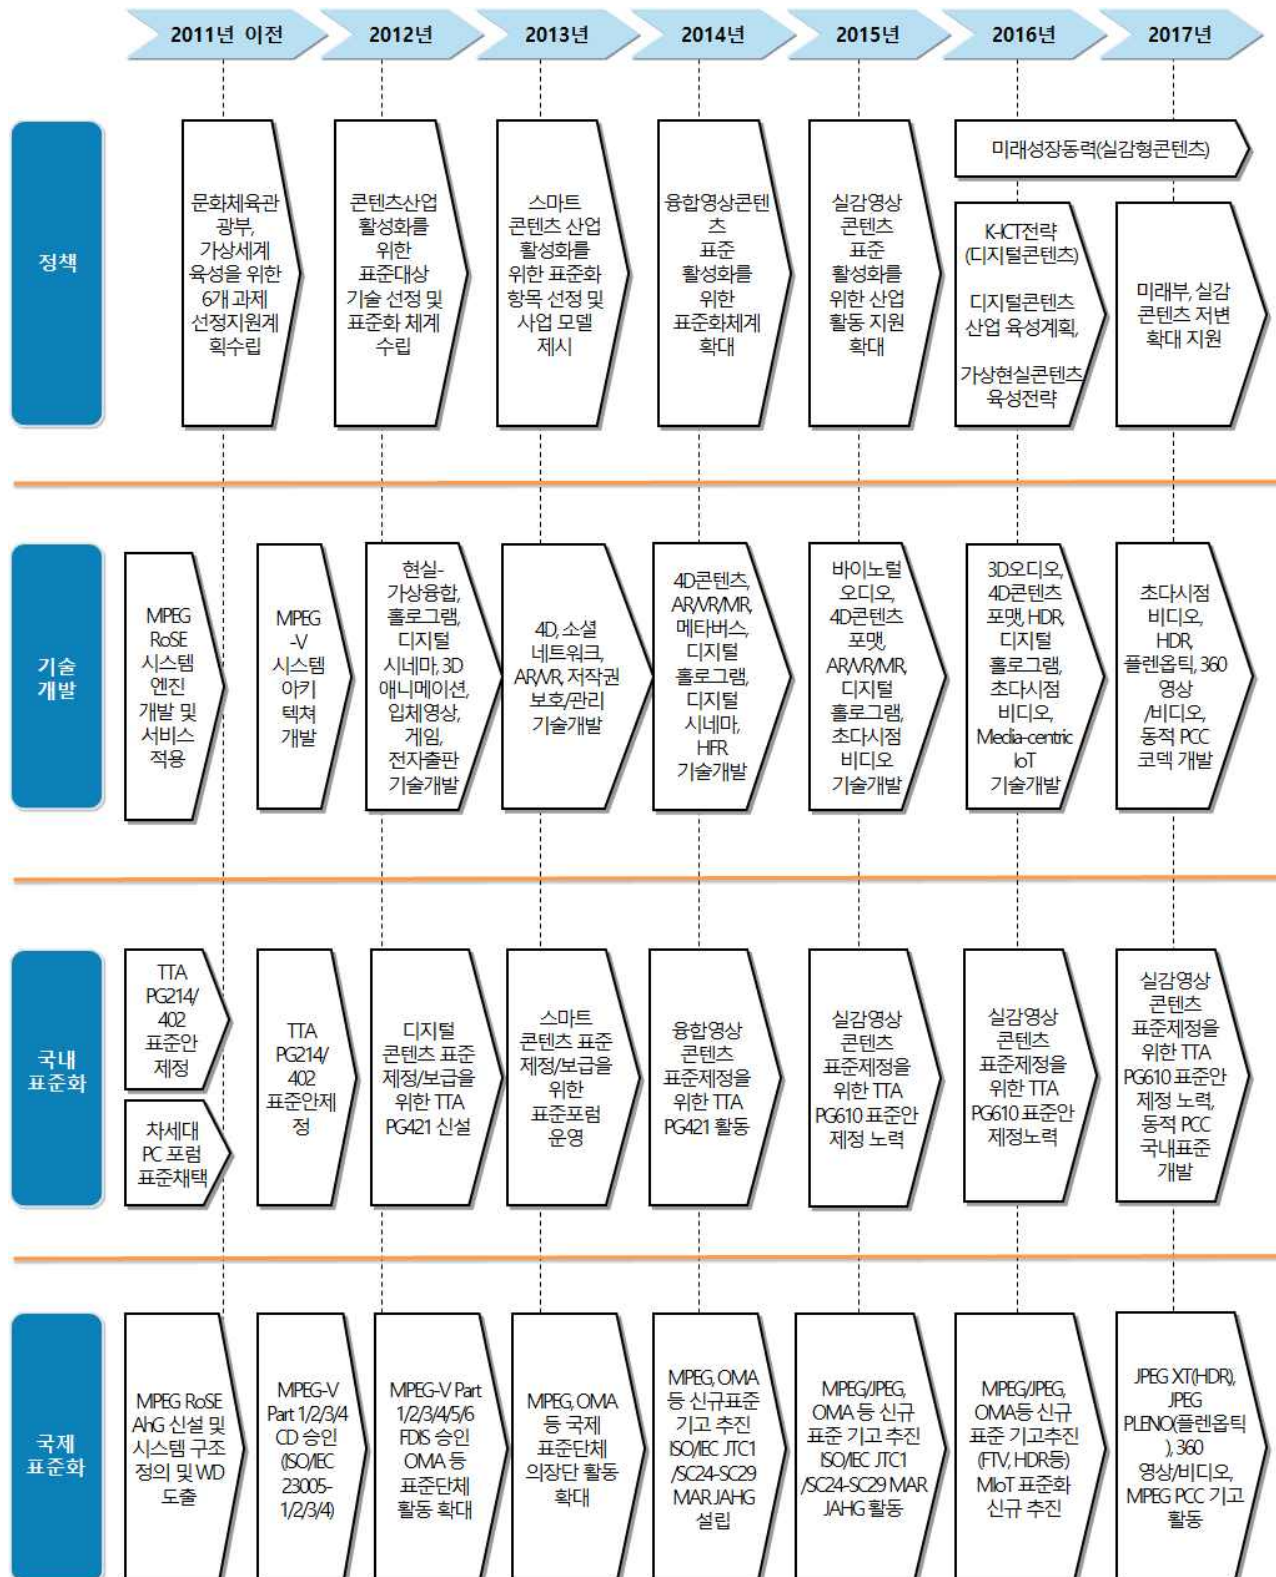 2011년 이전
2012년
2013년
2014년
2015년
2016년
2017년
정책
문화체육관
광부,
가상세계
육성을 위한
6개 과제
선정지원계
획수립
콘텐츠산업
활성화를
위한
표준대상
기술 선정 및
표준화 체계
수립
스마트
콘텐츠 산업
활성화를
위한 표준화
항목 선정 및
사업 모델
제시
융합영상콘텐
츠
표준
활성화를
위한
표준화체계
확대
실감영상
콘텐츠
표준
활성화를
위한 산업
활동 지원
확대
미래성장동력(실감형콘텐츠)
K-ICT전략
(디지털콘텐츠)
디지털콘텐츠
산업 육성계획,
가상현실콘텐츠
육성전략
미래부, 실감
콘텐츠 저변
확대 지원
기술
개발
MPEG
RoSE
시스템
엔진
개발 및
서비스
적용
MPEG
-V
시스템
아키
텍쳐
개발
현실-
가상융합,
홀로그램,
디지털
시네마, 3D
애니메이션,
입체영상,
게임,
전자출판
기술개발
4D, 소셜
네트워크,
AR/VR, 저작권
보호/관리
기술개발
4D콘텐츠,
AR/VR/MR,
메타버스,
디지털
홀로그램,
디지털
시네마,
HFR
기술개발
바이노럴
오디오,
4D콘텐츠
포맷,
AR/VR/MR,
디지털
홀로그램,
초다시점
비디오
기술개발
3D오디오,
4D콘텐츠
포맷, HDR,
디지털
홀로그램,
초다시점
비디오,
Media-centric
IoT
기술개발
초다시점
비디오,
HDR,
플렌옵틱, 360
영상
/비디오,
동적 PCC
코덱 개발
국내
표준화
TTA
PG214/
402
표준안
제정
차세대
PC 포럼
표준채택
TTA
PG214/
402
표준안제
정
디지털
콘텐츠 표준
제정/보급을
위한 TTA
PG421 신설
스마트
콘텐츠 표준
제정/보급을
위한
표준포럼
운영
융합영상
콘텐츠
표준제정을
위한 TTA
PG421 활동
실감영상
콘텐츠
표준제정을
위한 TTA
PG610 표준안
제정 노력
실감영상
콘텐츠
표준제정을
위한 TTA
PG610 표준안
제정노력
실감영상
콘텐츠
표준제정을
위한 TTA
PG610 표준안
제정 노력,
동적 PCC
국내표준
개발
국제
표준화
MPEG RoSE
AhG 신설 및
시스템 구조
정의 및 WD
도출
MPEG-V
Part 1/2/3/4
CD 승인
(ISO/IEC
23005-
1/2/3/4)
MPEG-V Part
1/2/3/4/5/6
FDIS 승인
OMA 등
표준단체
활동 확대
MPEG, OMA
등 국제
표준단체
의장단 활동
확대
MPEG, OMA
등 신규표준
기고 추진
ISO/IEC JTC1
/SC24-SC29
MAR JAHG
설립
MPEG/JPEG,
OMA 등 신규
표준 기고 추진
ISO/IEC JTC1
/SC24-SC29 MAR
JAHG 활동
MPEG/JPEG,
OMA등 신규
표준 기고추진
(FTV, HDR등)
MIoT 표준화
신규 추진
JPEG XT(HDR),
JPEG
PLENO(플렌옵틱
), 360
영상/비디오,
MPEG PCC 기고
활동